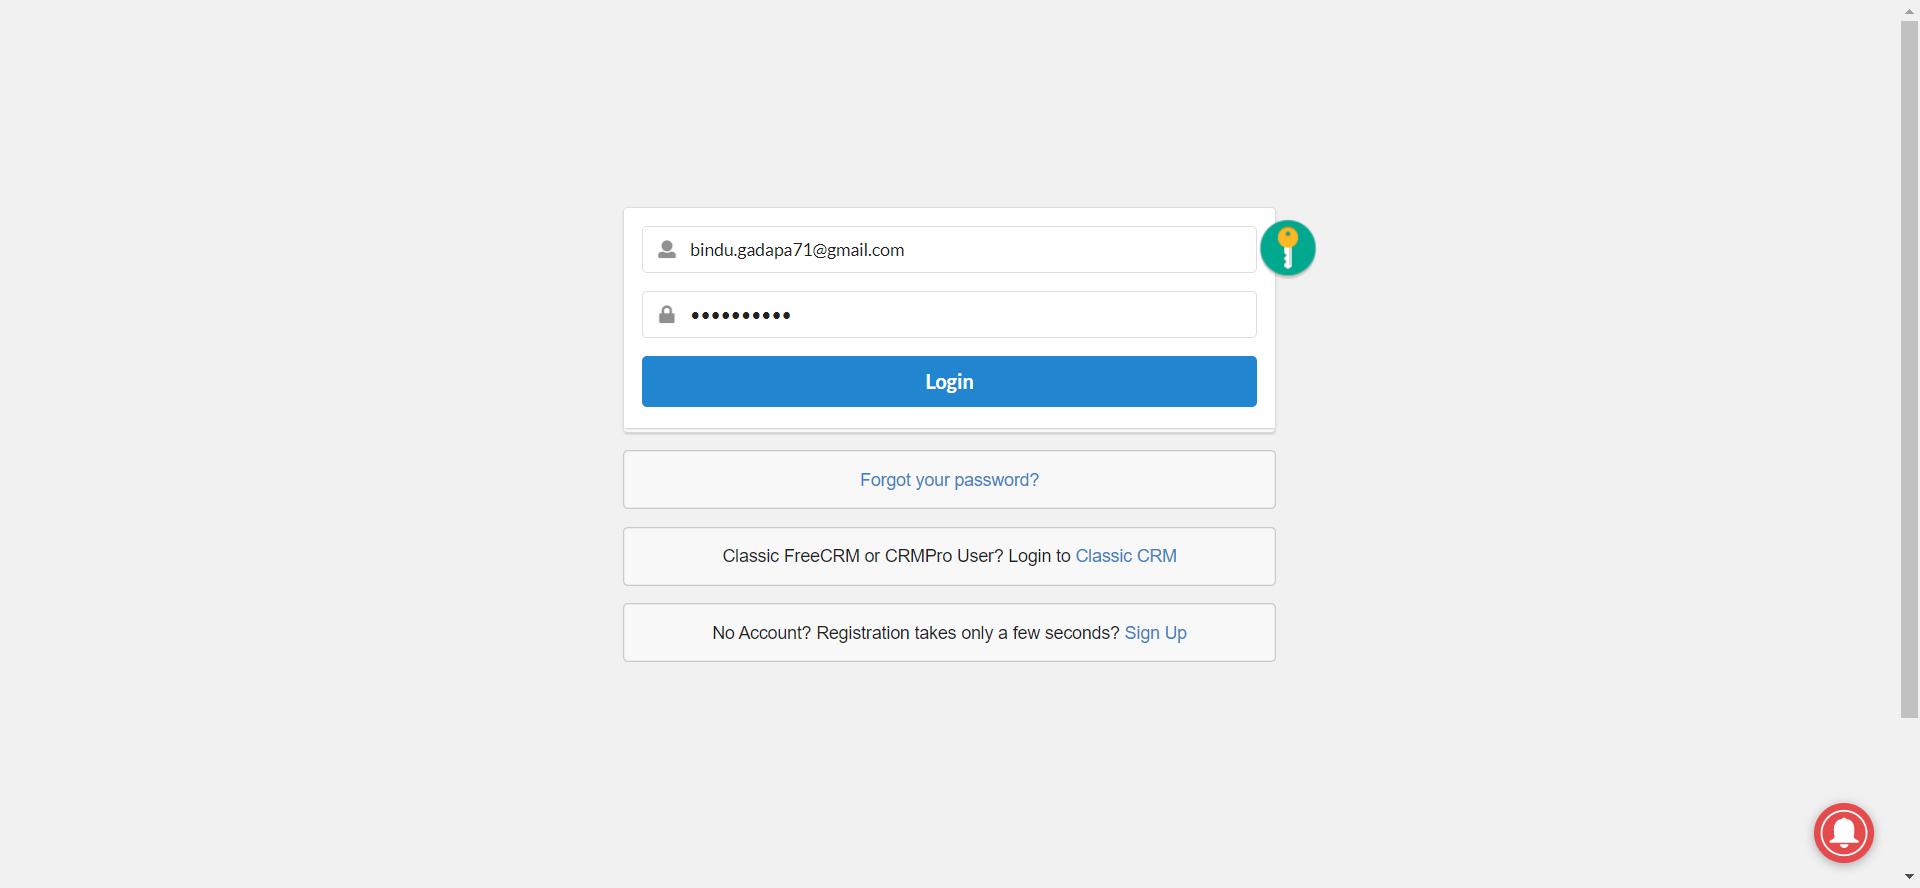 bindu.gadapa71@gmail.com
••••••••••
Login
Forgot your password?
Classic FreeCRM or CRMPro User? Login to Classic CRM
No Account? Registration takes only a few seconds? Sign Up